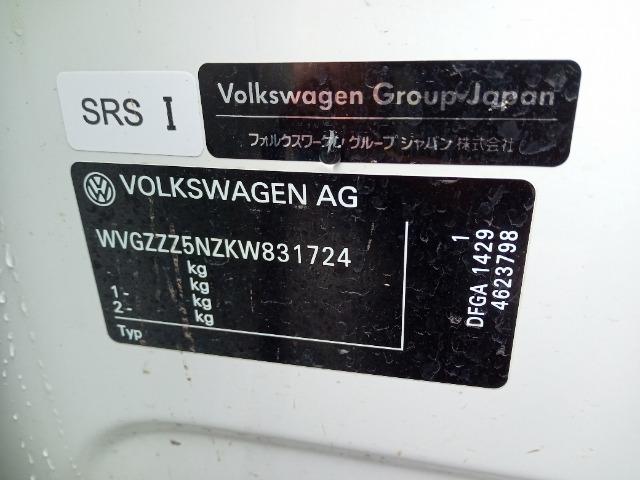 SRS I
Volkswagen Group Japan
フォルクスワーゲン グループ ジャパン 株式会社
VOLKSWAGEN AG
WVGZZZ5NZKW831724
kg
1- kg
2- kg
kg
Typ
1
DFGA 1429
4623798